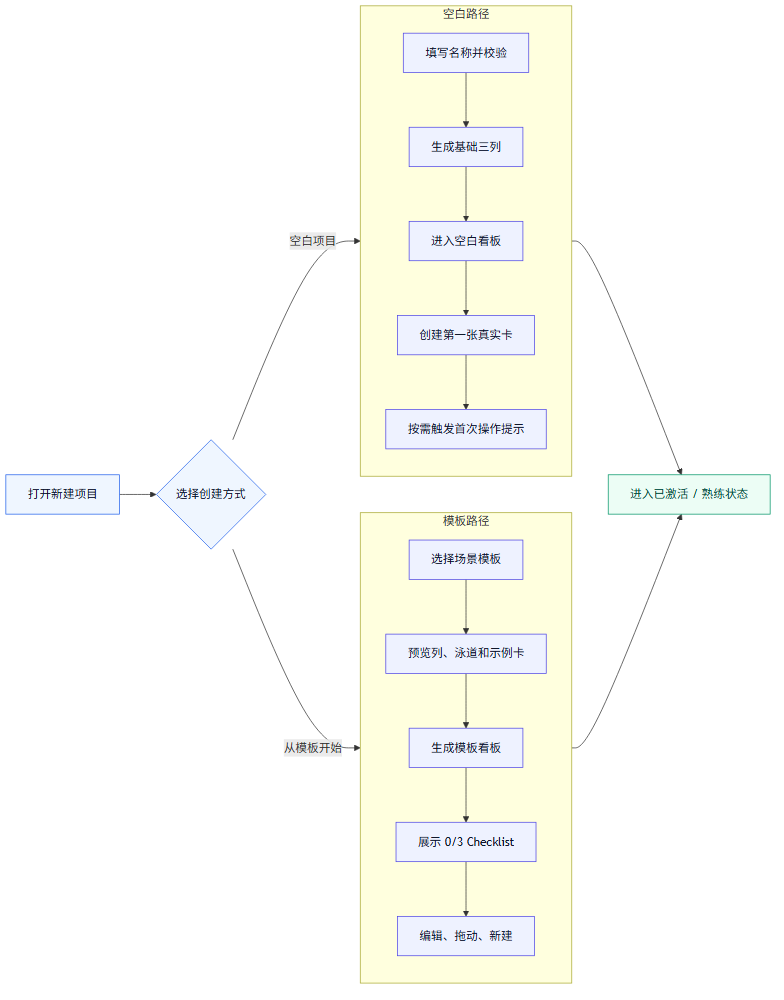 打开新建项目
选择创建方式
空白项目
空白路径
填写名称并校验
生成基础三列
进入空白看板
创建第一张真实卡
按需触发首次操作提示
从模板开始
模板路径
选择场景模板
预览列、泳道和示例卡
生成模板看板
展示 0/3 Checklist
编辑、拖动、新建
进入已激活 / 熟练状态